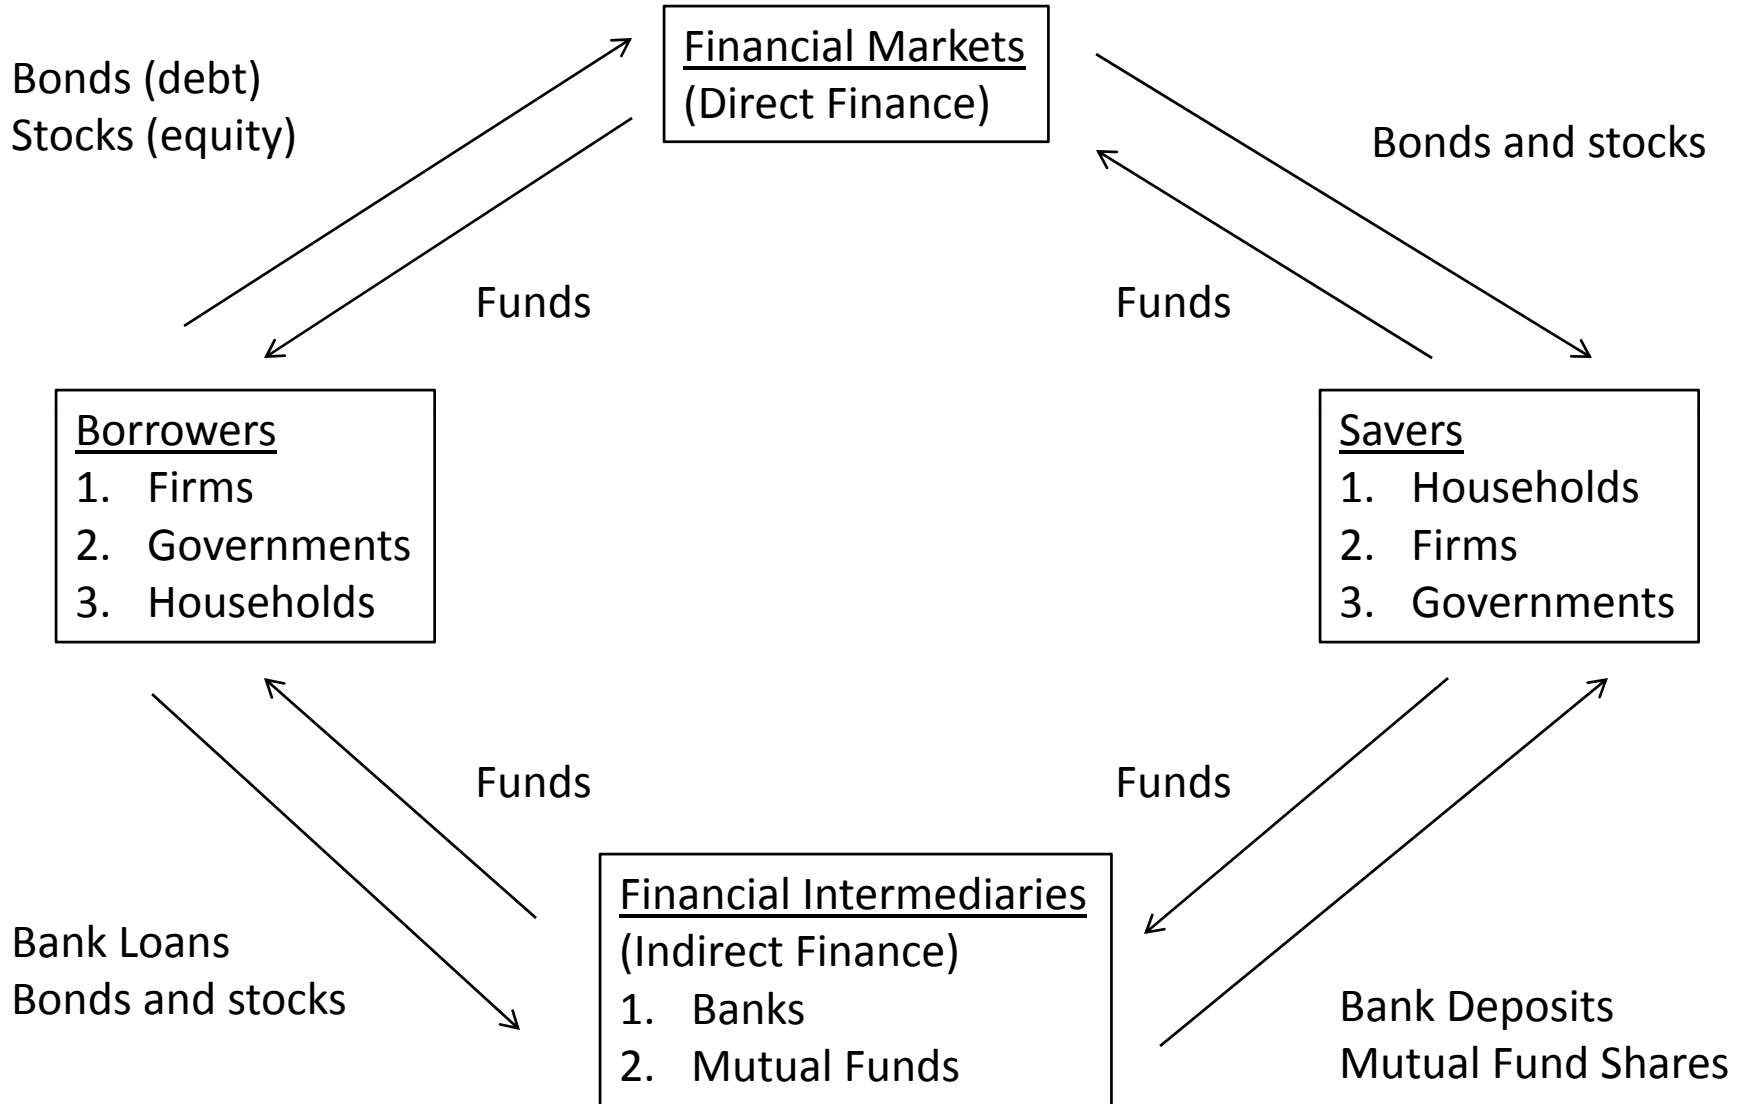 Financial Markets
(Direct Finance)
Bonds (debt)
Stocks (equity)
Bonds and stocks
Funds
Funds
Borrowers
1. Firms
2. Governments
3. Households
Savers
1. Households
2. Firms
3. Governments
Funds
Funds
Financial Intermediaries
(Indirect Finance)
1. Banks
2. Mutual Funds
Bank Loans
Bonds and stocks
Bank Deposits
Mutual Fund Shares